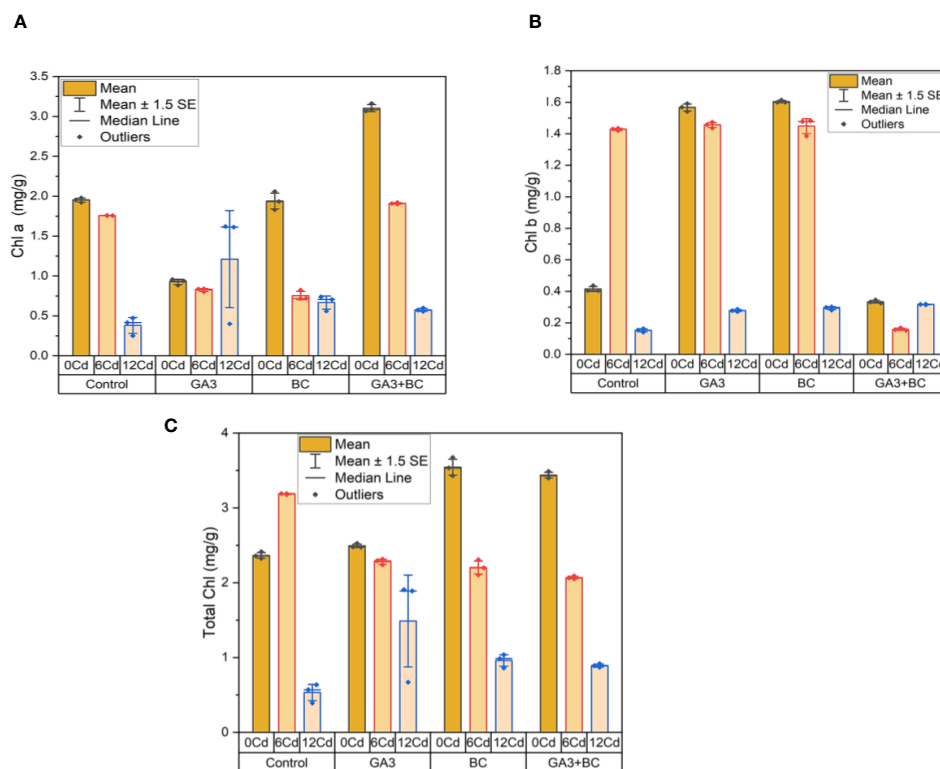 A
3.5
3.0
2.5
2.0
1.5
1.0
0.5
0.0
Chl a (mg/g)
Mean
Mean ± 1.5 SE
Median Line
Outliers
0Cd 6Cd 12Cd 0Cd 6Cd 12Cd 0Cd 6Cd 12Cd 0Cd 6Cd 12Cd
Control GA3 BC GA3+BC
B
1.8
1.6
1.4
1.2
1.0
0.8
0.6
0.4
0.2
0.0
Chl b (mg/g)
Mean
Mean ± 1.5 SE
Median Line
Outliers
0Cd 6Cd 12Cd 0Cd 6Cd 12Cd 0Cd 6Cd 12Cd 0Cd 6Cd 12Cd
Control GA3 BC GA3+BC
C
4
3
2
1
0
Total Chl (mg/g)
Mean
Mean ± 1.5 SE
Median Line
Outliers
0Cd 6Cd 12Cd 0Cd 6Cd 12Cd 0Cd 6Cd 12Cd 0Cd 6Cd 12Cd
Control GA3 BC GA3+BC